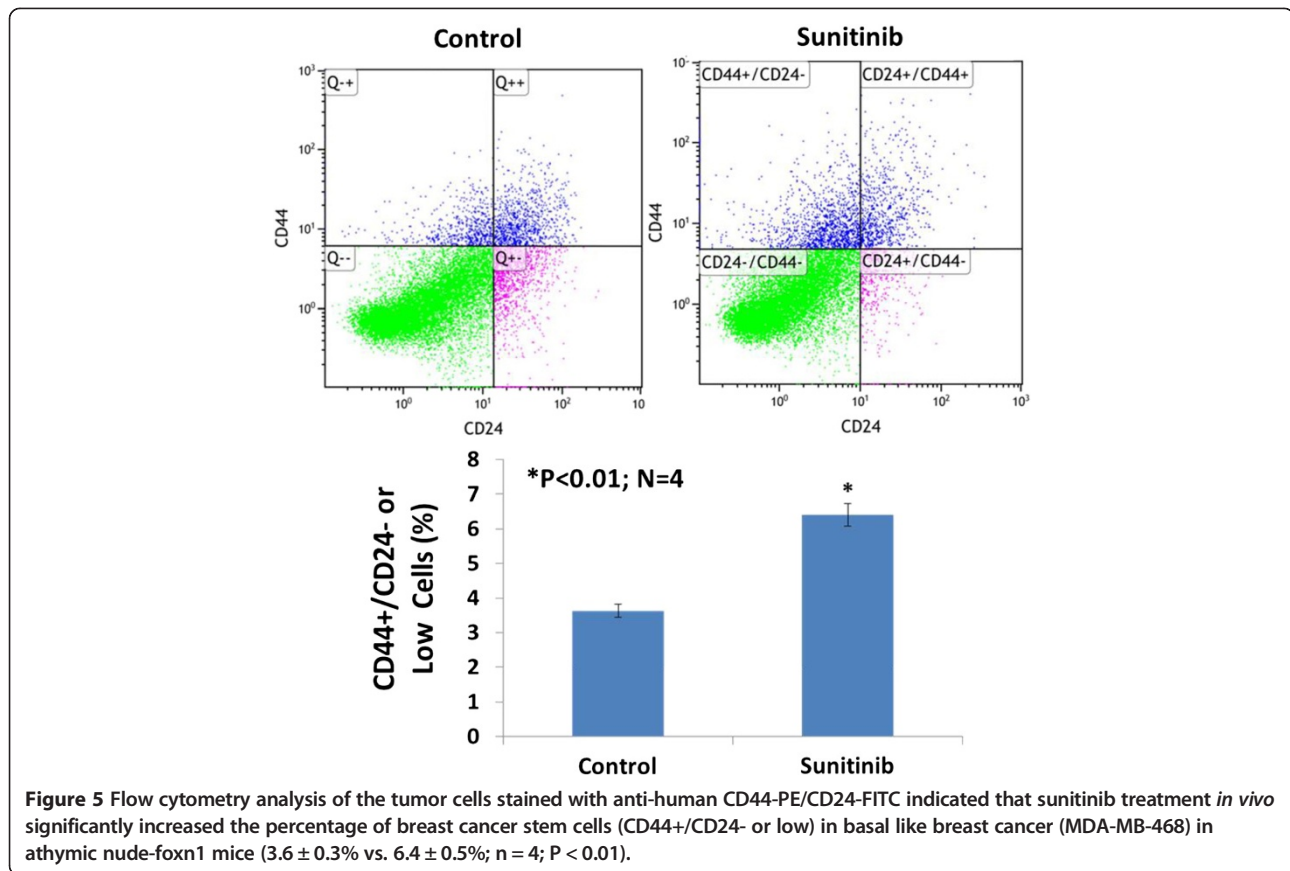 Control
Sunitinib
10³
10²
10¹
10⁰
CD44
Q-+
Q++
Q--
Q+-
10⁰
10¹
10²
10
CD24
10²
10¹
10⁰
CD44
CD44+/CD24-
CD24+/CD44+
CD24-/CD44-
CD24+/CD44-
10⁰
10¹
10²
10³
CD24
CD44+/CD24- or
Low Cells (%)
8
7
6
5
4
3
2
1
0
*P<0.01; N=4
*
Control
Sunitinib
Figure 5 Flow cytometry analysis of the tumor cells stained with anti-human CD44-PE/CD24-FITC indicated that sunitinib treatment in vivo
significantly increased the percentage of breast cancer stem cells (CD44+/CD24- or low) in basal like breast cancer (MDA-MB-468) in
athymic nude-foxn1 mice (3.6 ± 0.3% vs. 6.4 ± 0.5%; n = 4; P < 0.01).